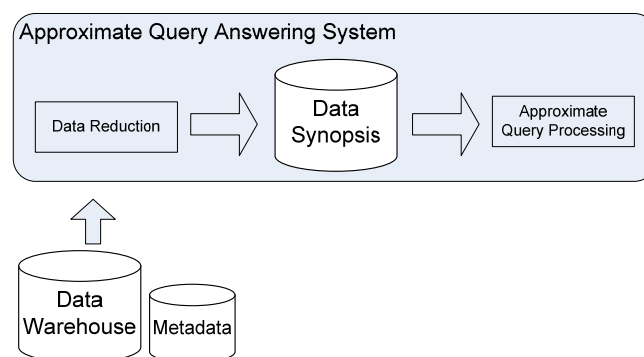 Approximate Query Answering System
Data Reduction
Data
Synopsis
Approximate
Query Processing
Data
Warehouse
Metadata